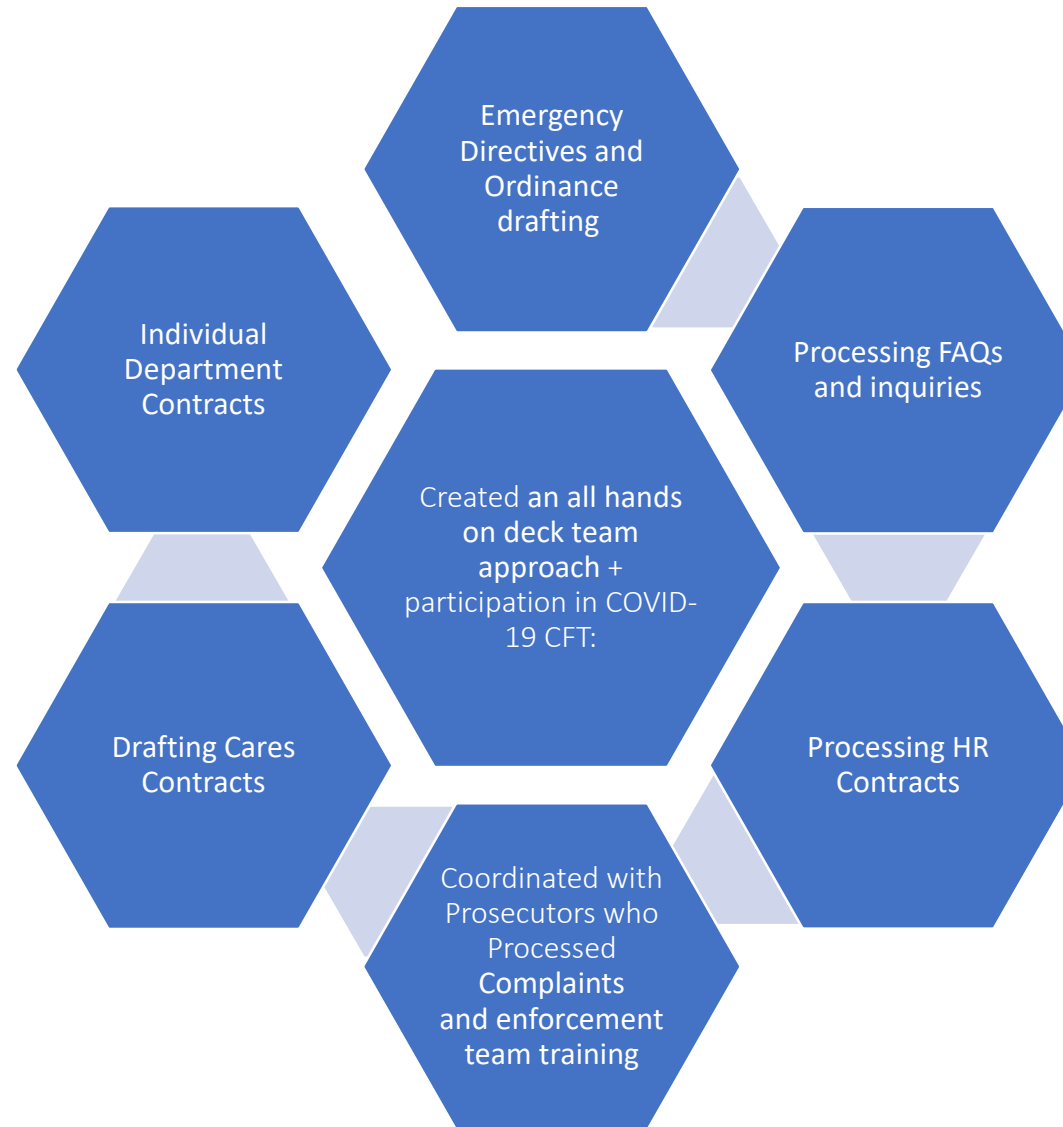 Emergency
Directives and
Ordinance
drafting
Processing FAQs
and inquiries
Processing HR
Contracts
Coordinated with
Prosecutors who
Processed
Complaints
and enforcement
team training
Drafting Cares
Contracts
Individual
Department
Contracts
Created an all hands
on deck team
approach +
participation in COVID-
19 CFT: